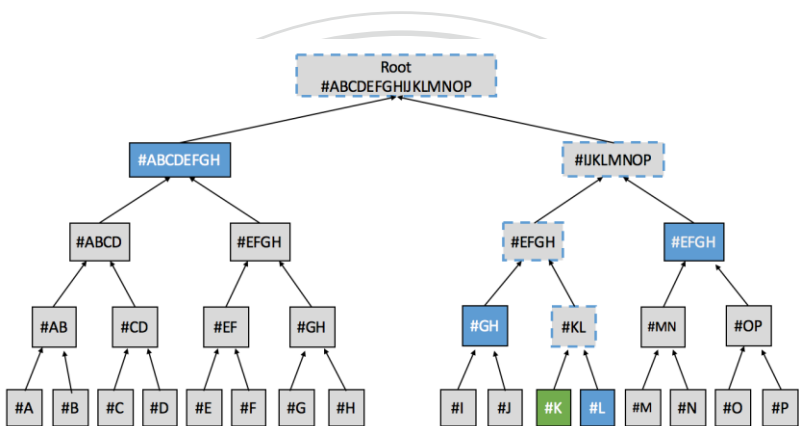 Root
#ABCDEFGHIJKLMNOP
#ABCDEFGH
#IJKLMNOP
#ABCD
#EFGH
#EFGH
#EFGH
#AB
#CD
#EF
#GH
#GH
#KL
#MN
#OP
#A
#B
#C
#D
#E
#F
#G
#H
#I
#J
#K
#L
#M
#N
#O
#P